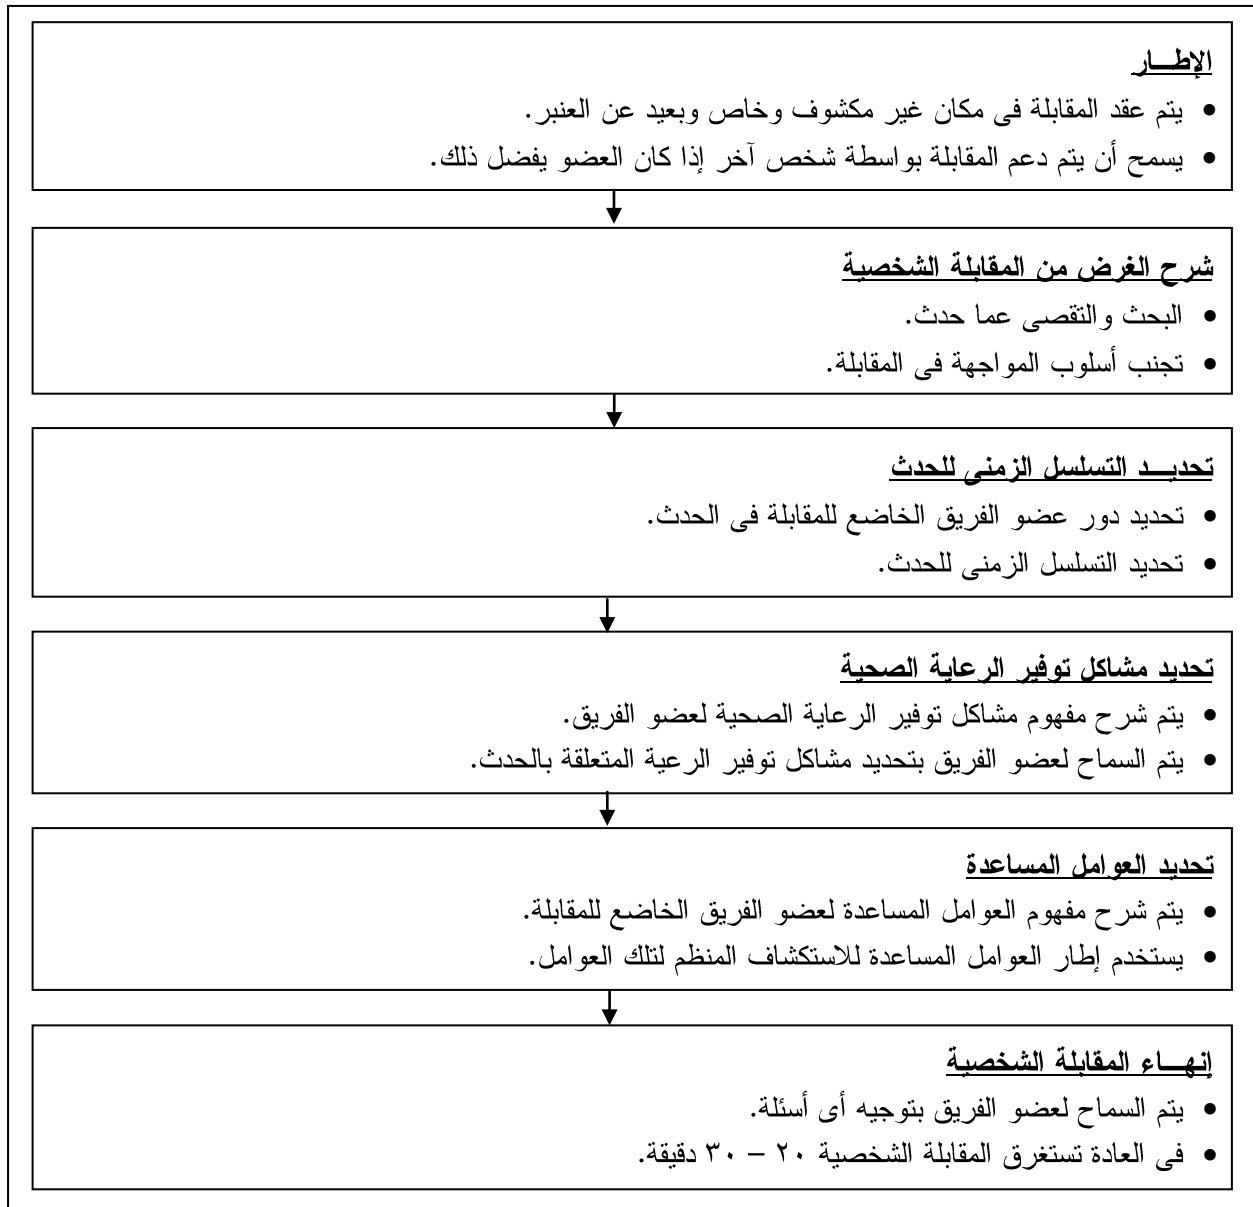 الإطـــار
• يتم عقد المقابلة فى مكان غير مكشوف وخاص وبعيد عن العنبر.
• يسمح أن يتم دعم المقابلة بواسطة شخص آخر إذا كان العضو يفضل ذلك.
شرح الغرض من المقابلة الشخصية
• البحث والتقصى عما حدث.
• تجنب أسلوب المواجهة فى المقابلة.
تحديـــد التسلسل الزمنى للحدث
• تحديد دور عضو الفريق الخاضع للمقابلة فى الحدث.
• تحديد التسلسل الزمنى للحدث.
تحديد مشاكل توفير الرعاية الصحية
• يتم شرح مفهوم مشاكل توفير الرعاية الصحية لعضو الفريق.
• يتم السماح لعضو الفريق بتحديد مشاكل توفير الرعية المتعلقة بالحدث.
تحديد العوامل المساعدة
• يتم شرح مفهوم العوامل المساعدة لعضو الفريق الخاضع للمقابلة.
• يستخدم إطار العوامل المساعدة للاستكشاف المنظم لتلك العوامل.
إنهـــاء المقابلة الشخصية
• يتم السماح لعضو الفريق بتوجيه أى أسئلة.
• فى العادة تستغرق المقابلة الشخصية ٢٠ – ٣٠ دقيقة.